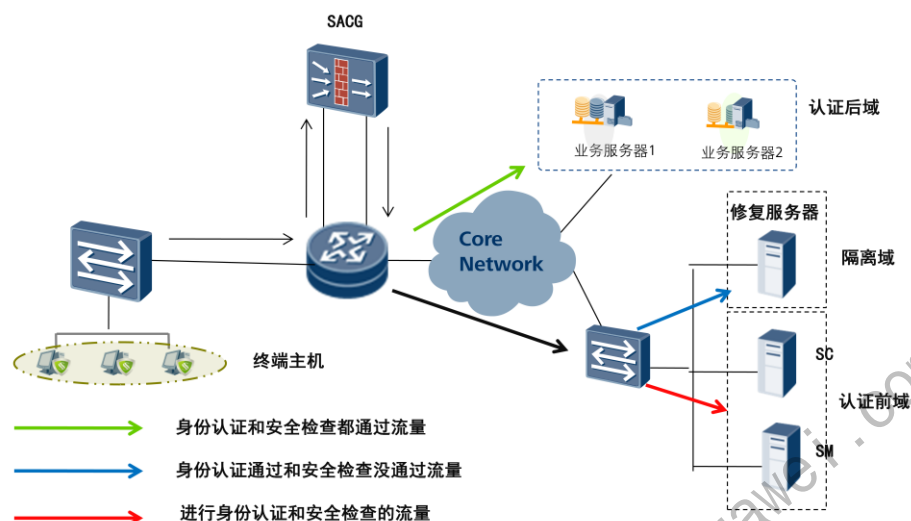 SACG
认证后域
业务服务器1
业务服务器2
修复服务器
Core
Network
隔离域
SC
终端主机
认证前域
身份认证和安全检查都通过流量
SM
身份认证通过和安全检查没通过流量
进行身份认证和安全检查的流量